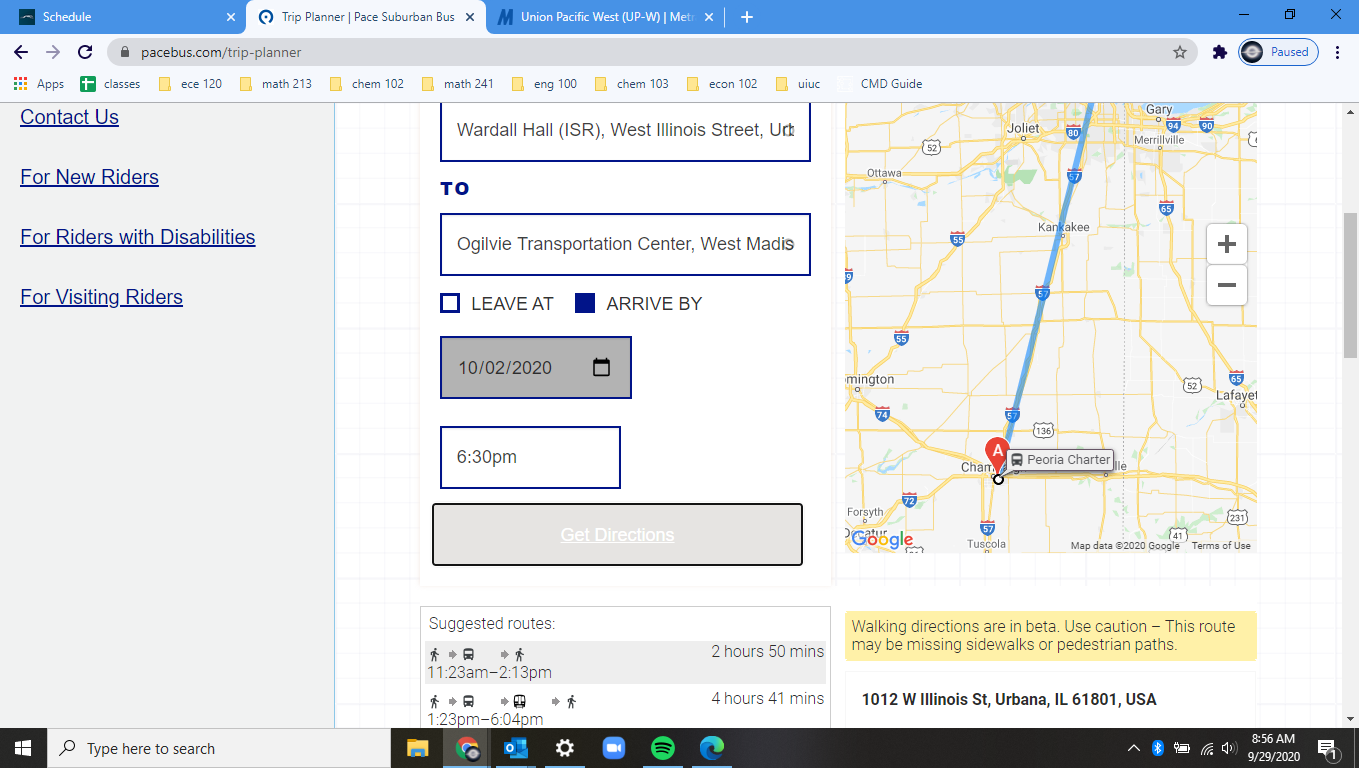 Schedule
Trip Planner | Pace Suburban Bus
Union Pacific West (UP-W) | Metr
pacebus.com/trip-planner
Paused
Apps
classes
ece 120
math 213
chem 102
math 241
eng 100
chem 103
econ 102
uiuc
CMD Guide
Contact Us
For New Riders
For Riders with Disabilities
For Visiting Riders
Wardall Hall (ISR), West Illinois Street, Urb
TO
Ogilvie Transportation Center, West Madis
LEAVE AT
ARRIVE BY
10/02/2020
6:30pm
Get Directions
Suggested routes:
2 hours 50 mins
11:23am–2:13pm
4 hours 41 mins
1:23pm–6:04pm
Gary
Joliet
80
94
90
52
Merrillville
Ottawa
57
65
Kankakee
55
57
55
mington
52
65
Lafayet
74
57
136
A
Peoria Charter
Cham
lle
72
Forsyth
231
57
41
Google
Tuscola
Map data ©2020 Google
Terms of Use
Walking directions are in beta. Use caution – This route
may be missing sidewalks or pedestrian paths.
1012 W Illinois St, Urbana, IL 61801, USA
Type here to search
8:56 AM
9/29/2020
1